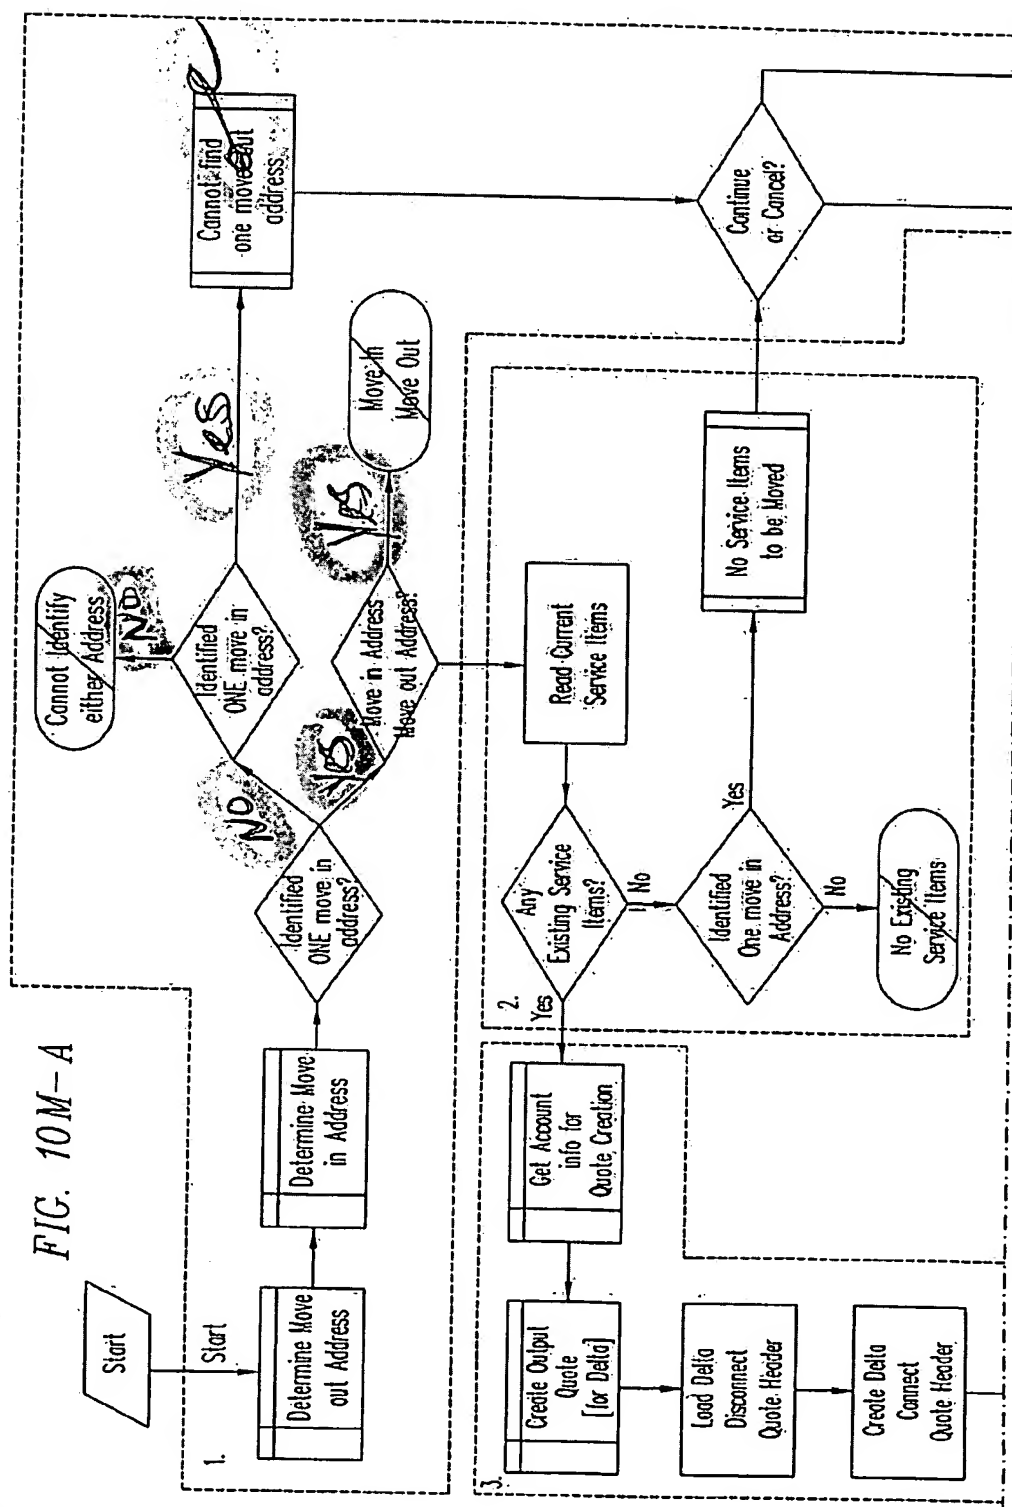 FIG. 10M-A
Start
Start
1.
Determine Move
out Address
Determine Move
in Address
Identified
ONE move in
address?
NO
Yes
Identified
ONE move in
address?
NO
Cannot Identify
either Address
Yes
Cannot find
one move out
address
Move in Address
Move out Address?
Yes
Move In
Move Out
Continue
or Cancel?
2.
Read Current
Service Items
Any
Existing Service
Items?
Yes
No
Identified
One move in
Address?
Yes
No
No Service Items
to be Moved
No Existing
Service Items
3.
Get Account
info for
Quote Creation
Create Output
Quote
[for Delta]
Load Delta
Disconnect
Quote Header
Create Delta
Connect
Quote Header